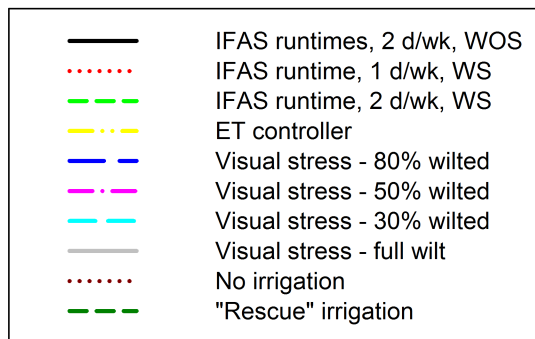 IFAS runtimes, 2 d/wk, WOS
IFAS runtime, 1 d/wk, WS
IFAS runtime, 2 d/wk, WS
ET controller
Visual stress - 80% wilted
Visual stress - 50% wilted
Visual stress - 30% wilted
Visual stress - full wilt
No irrigation
"Rescue" irrigation